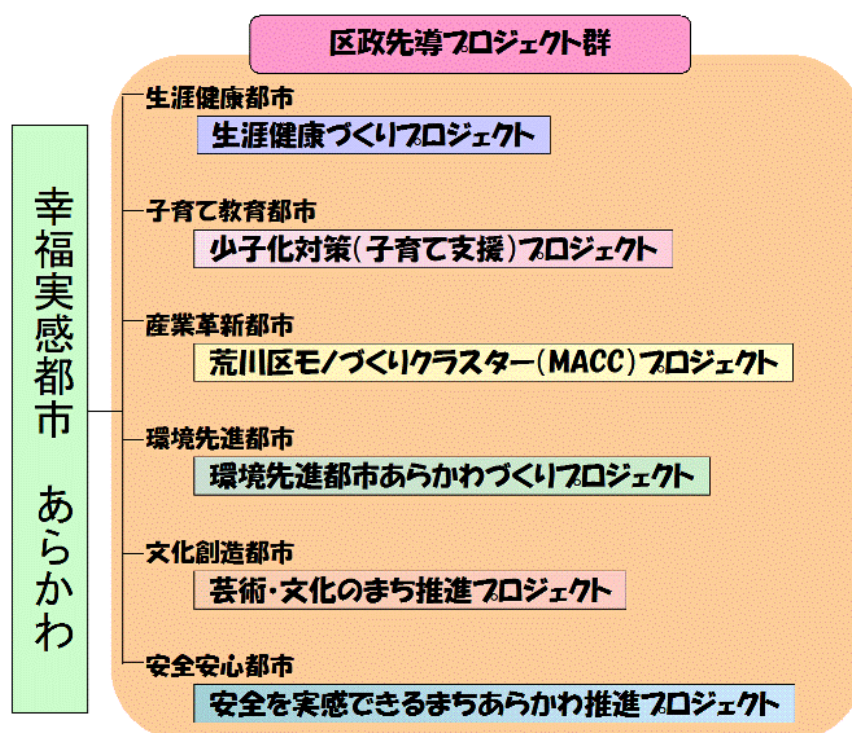 区政先導プロジェクト群
幸福実感都市 あらかわ
生涯健康都市
生涯健康づくりプロジェクト
子育て教育都市
少子化対策(子育て支援)プロジェクト
産業革新都市
荒川区モノづくりクラスター(MACC)プロジェクト
環境先進都市
環境先進都市あらかわづくりプロジェクト
文化創造都市
芸術・文化のまち推進プロジェクト
安全安心都市
安全を実感できるまちあらかわ推進プロジェクト